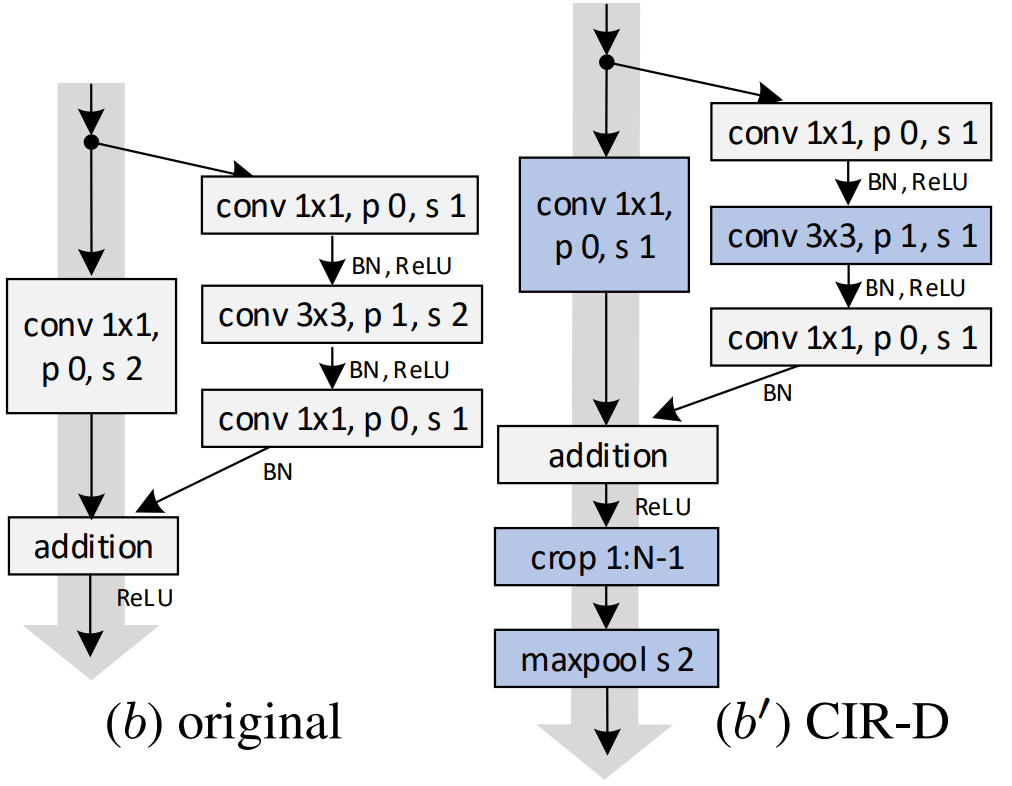 conv 1x1, p 0, s 1
BN, ReLU
conv 3x3, p 1, s 2
BN, ReLU
conv 1x1, p 0, s 1
BN
conv 1x1,
p 0, s 2
addition
ReLU
(b) original
conv 1x1, p 0, s 1
BN, ReLU
conv 3x3, p 1, s 1
BN, ReLU
conv 1x1, p 0, s 1
BN
conv 1x1,
p 0, s 1
addition
ReLU
crop 1:N-1
maxpool s 2
(b′) CIR-D